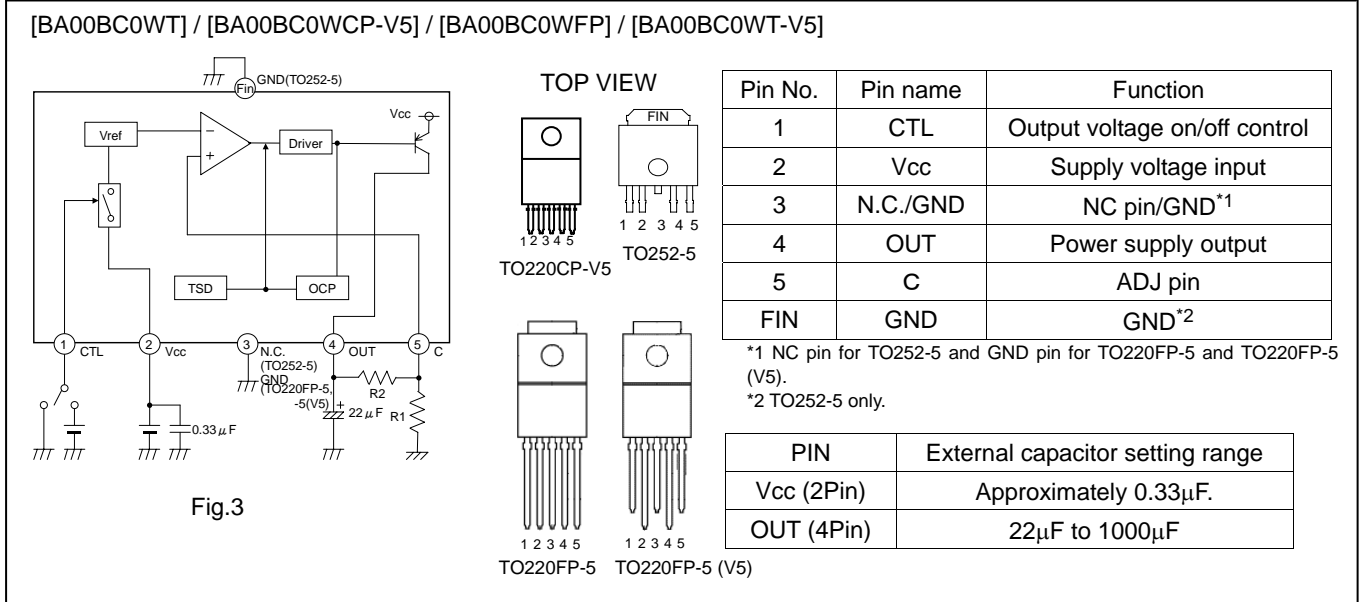 [BA00BC0WT] / [BA00BC0WCP-V5] / [BA00BC0WFP] / [BA00BC0WT-V5]
Fin
GND(TO252-5)
Vcc
Vref
−
+
Driver
TSD
OCP
1
CTL
2
Vcc
3
N.C.
(TO252-5)
GND
(TO220FP-5,
-5(V5)
4
OUT
5
C
R2
+
22μF
R1
0.33μF
Fig.3
TOP VIEW
FIN
1 2 3 4 5
TO220CP-V5
1 2 3 4 5
TO252-5
1 2 3 4 5
TO220FP-5
1 2 3 4 5
TO220FP-5 (V5)
Pin No. Pin name Function
1 CTL Output voltage on/off control
2 Vcc Supply voltage input
3 N.C./GND NC pin/GND*1
4 OUT Power supply output
5 C ADJ pin
FIN GND GND*2
*1 NC pin for TO252-5 and GND pin for TO220FP-5 and TO220FP-5
(V5).
*2 TO252-5 only.
PIN External capacitor setting range
Vcc (2Pin) Approximately 0.33μF.
OUT (4Pin) 22μF to 1000μF